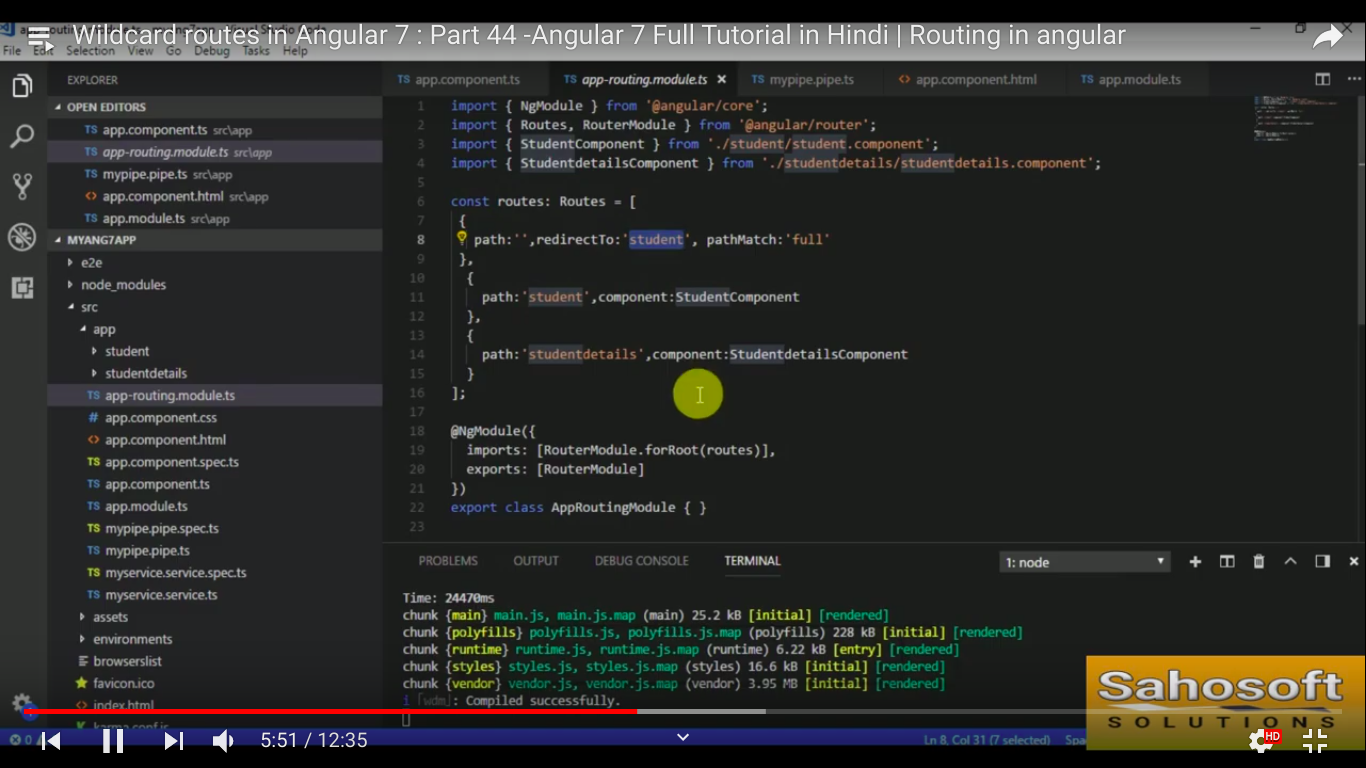 Wildcard routes in Angular 7 : Part 44 -Angular 7 Full Tutorial in Hindi | Routing in angular
File Edit Selection View Go Debug Tasks Help
EXPLORER
OPEN EDITORS
TS app.component.ts src\app
TS app-routing.module.ts src\app
TS mypipe.pipe.ts src\app
<> app.component.html src\app
TS app.module.ts src\app
MYANG7APP
e2e
node_modules
src
app
student
studentdetails
TS app-routing.module.ts
# app.component.css
<> app.component.html
TS app.component.spec.ts
TS app.component.ts
TS app.module.ts
TS mypipe.pipe.spec.ts
TS mypipe.pipe.ts
TS myservice.service.spec.ts
TS myservice.service.ts
assets
environments
browserslist
favicon.ico
<> index.html
karma.conf.js
TS app.component.ts TS app-routing.module.ts × TS mypipe.pipe.ts <> app.component.html TS app.module.ts
1 import { NgModule } from '@angular/core';
2 import { Routes, RouterModule } from '@angular/router';
3 import { StudentComponent } from './student/student.component';
4 import { StudentdetailsComponent } from './studentdetails/studentdetails.component';
5
6 const routes: Routes = [
7 {
8 path:'',redirectTo:'student', pathMatch:'full'
9 },
10 {
11 path:'student',component:StudentComponent
12 },
13 {
14 path:'studentdetails',component:StudentdetailsComponent
15 }
16 ];
17
18 @NgModule({
19 imports: [RouterModule.forRoot(routes)],
20 exports: [RouterModule]
21 })
22 export class AppRoutingModule { }
23
PROBLEMS OUTPUT DEBUG CONSOLE TERMINAL 1: node
Time: 24470ms
chunk {main} main.js, main.js.map (main) 25.2 kB [initial] [rendered]
chunk {polyfills} polyfills.js, polyfills.js.map (polyfills) 228 kB [initial] [rendered]
chunk {runtime} runtime.js, runtime.js.map (runtime) 6.22 kB [entry] [rendered]
chunk {styles} styles.js, styles.js.map (styles) 16.6 kB [initial] [rendered]
chunk {vendor} vendor.js, vendor.js.map (vendor) 3.95 MB [initial] [rendered]
i ｢wdm｣: Compiled successfully.
Sahosoft
SOLUTIONS
5:51 / 12:35
Ln 8, Col 31 (7 selected)
HD